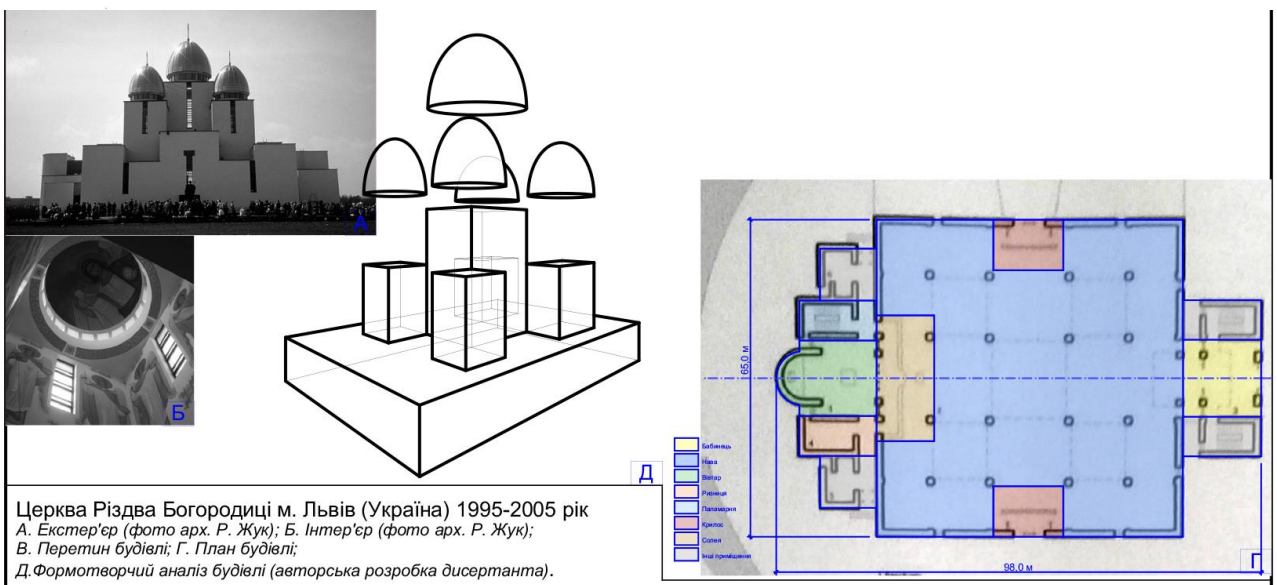 А
Б
Д
65,0 м
98,0 м
Г
Бабинець
Нава
Вівтар
Ризниця
Паламарня
Крилос
Солея
Інші приміщення
Церква Різдва Богородиці м. Львів (Україна) 1995-2005 рік
А. Екстер'єр (фото арх. Р. Жук); Б. Інтер'єр (фото арх. Р. Жук);
В. Перетин будівлі; Г. План будівлі;
Д.Формотворчий аналіз будівлі (авторська розробка дисертанта).